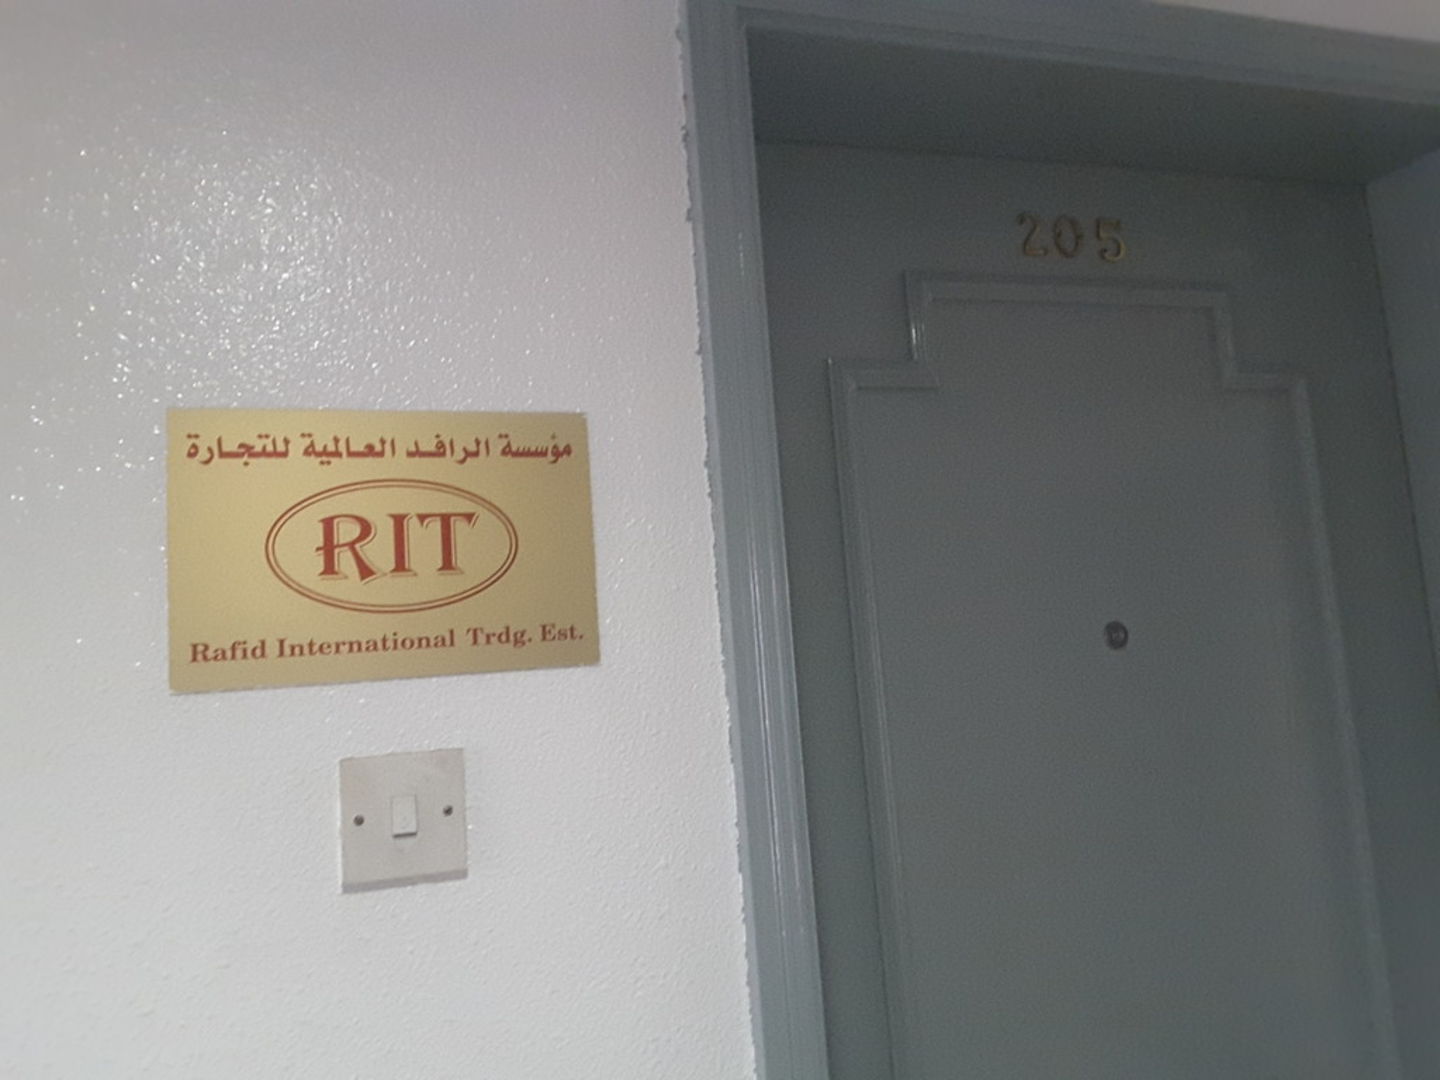 مؤسسة الرافد العالمية للتجارة
RIT
Rafid International Trdg. Est.
205